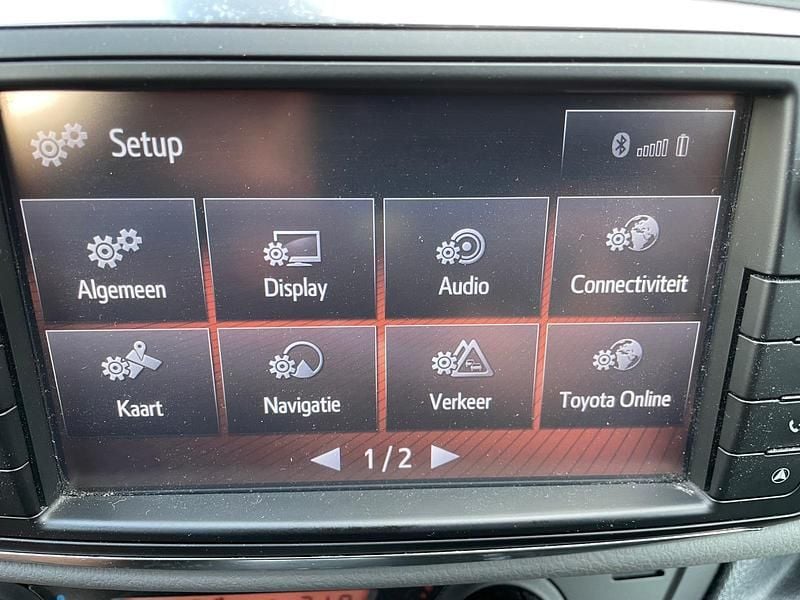 Setup
Algemeen
Display
Audio
Connectiviteit
Kaart
Navigatie
Verkeer
Toyota Online
1/2